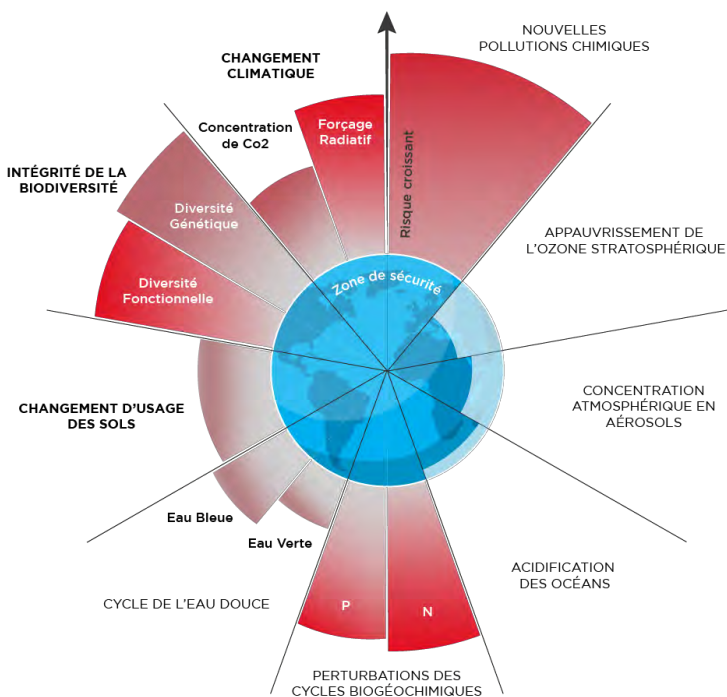 NOUVELLES
POLLUTIONS CHIMIQUES
CHANGEMENT
CLIMATIQUE
Concentration
de Co2
Forçage
Radiatif
Risque croissant
INTÉGRITÉ DE LA
BIODIVERSITÉ
Diversité
Génétique
APPAUVRISSEMENT DE
L'OZONE STRATOSPHÉRIQUE
Diversité
Fonctionnelle
Zone de sécurité
CHANGEMENT D'USAGE
DES SOLS
CONCENTRATION
ATMOSPHÉRIQUE EN
AÉROSOLS
Eau Bleue
Eau Verte
ACIDIFICATION
DES OCÉANS
CYCLE DE L'EAU DOUCE
P
N
PERTURBATIONS DES
CYCLES BIOGÉOCHIMIQUES